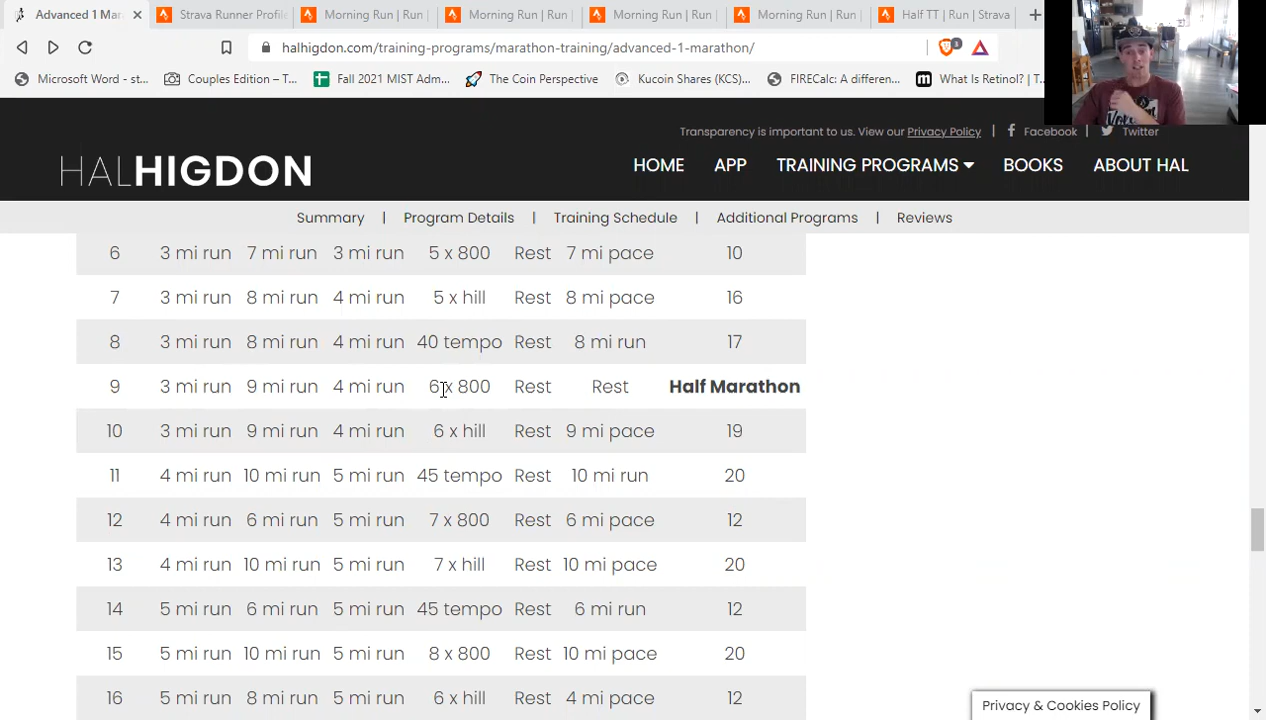 Advanced 1 Mar
Strava Runner Profile
Morning Run | Run |
Morning Run | Run |
Morning Run | Run |
Morning Run | Run |
Half TT | Run | Strava
halhigdon.com/training-programs/marathon-training/advanced-1-marathon/
1
Microsoft Word - st...
Couples Edition – T...
Fall 2021 MIST Adm...
The Coin Perspective
Kucoin Shares (KCS)...
FIRECalc: A differen...
What Is Retinol? | T...
Transparency is important to us. View our Privacy Policy | Facebook | Twitter
HALHIGDON
HOME APP TRAINING PROGRAMS BOOKS ABOUT HAL
Summary | Program Details | Training Schedule | Additional Programs | Reviews
6 3 mi run 7 mi run 3 mi run 5 x 800 Rest 7 mi pace 10
7 3 mi run 8 mi run 4 mi run 5 x hill Rest 8 mi pace 16
8 3 mi run 8 mi run 4 mi run 40 tempo Rest 8 mi run 17
9 3 mi run 9 mi run 4 mi run 6 x 800 Rest Rest Half Marathon
10 3 mi run 9 mi run 4 mi run 6 x hill Rest 9 mi pace 19
11 4 mi run 10 mi run 5 mi run 45 tempo Rest 10 mi run 20
12 4 mi run 6 mi run 5 mi run 7 x 800 Rest 6 mi pace 12
13 4 mi run 10 mi run 5 mi run 7 x hill Rest 10 mi pace 20
14 5 mi run 6 mi run 5 mi run 45 tempo Rest 6 mi run 12
15 5 mi run 10 mi run 5 mi run 8 x 800 Rest 10 mi pace 20
16 5 mi run 8 mi run 5 mi run 6 x hill Rest 4 mi pace 12
Privacy & Cookies Policy